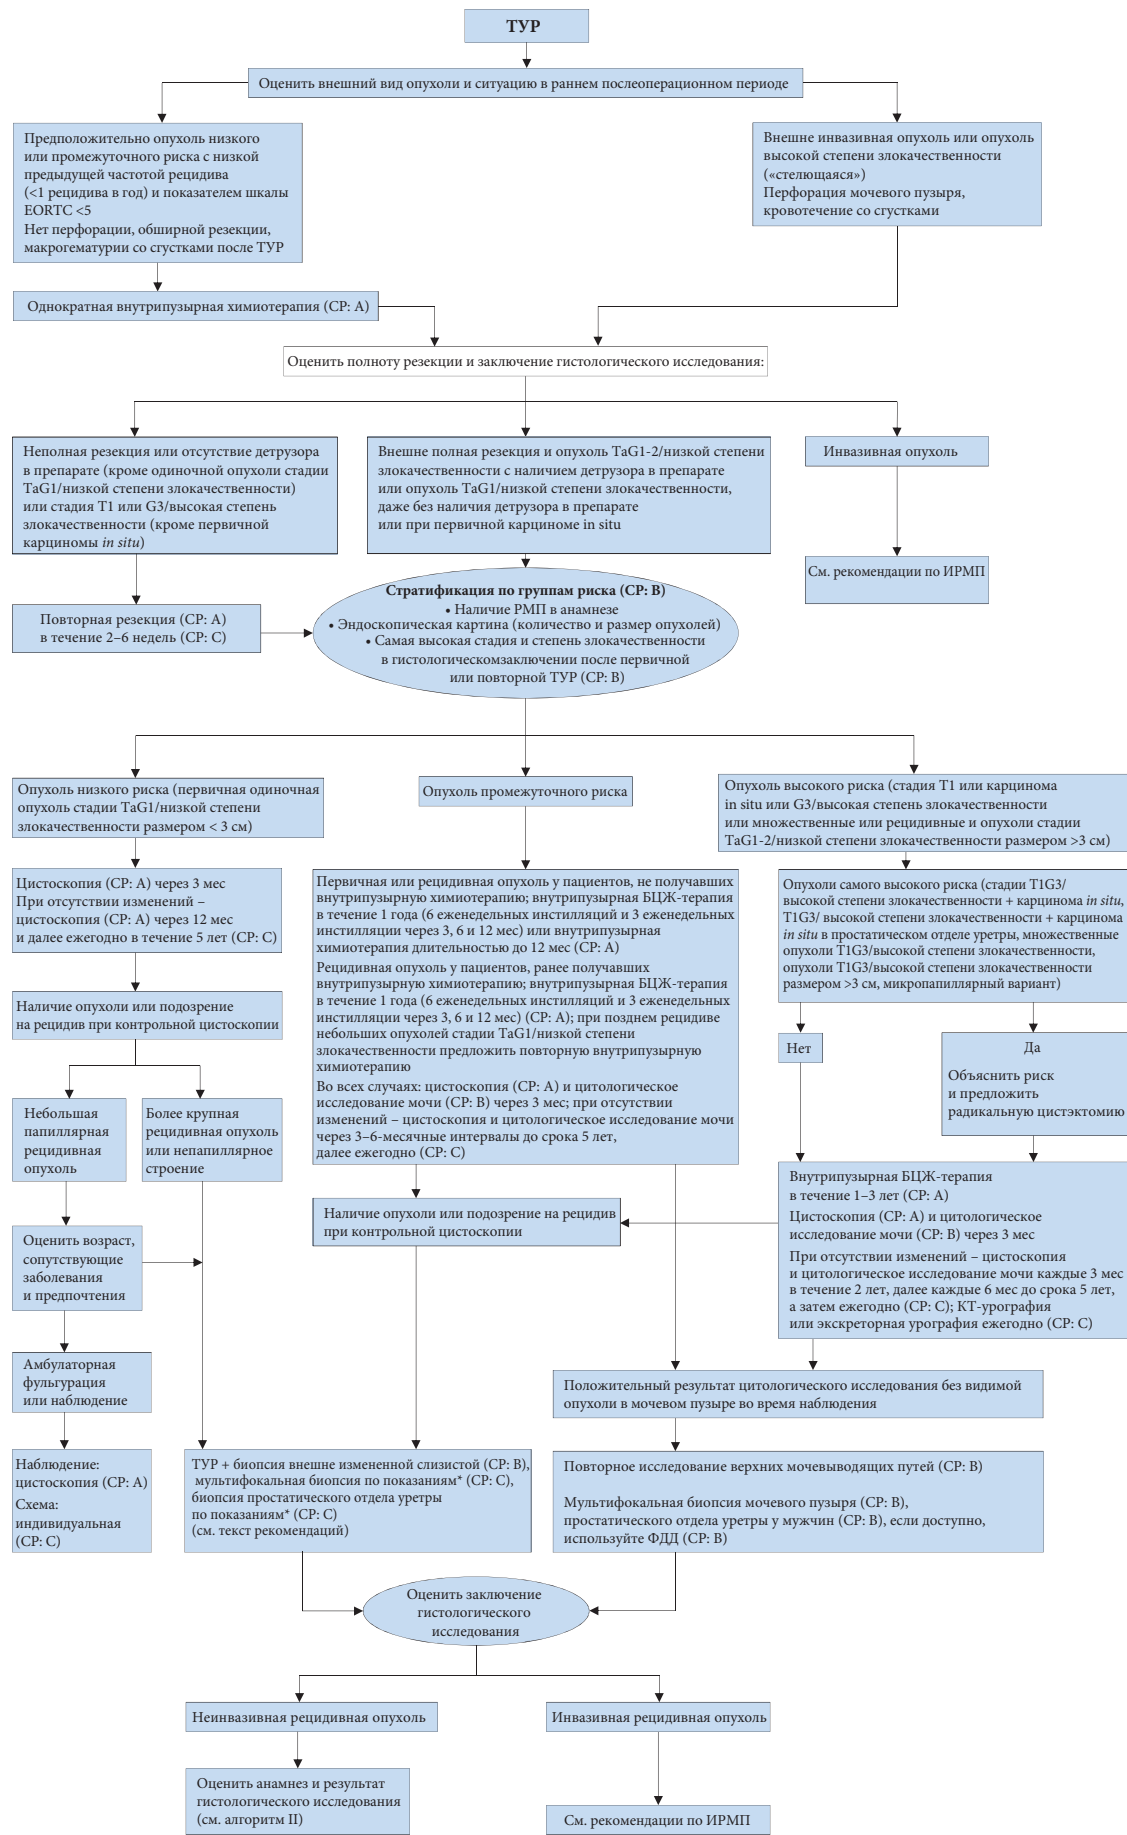 ТУР
Оценить внешний вид опухоли и ситуацию в раннем послеоперационном периоде
Предположительно опухоль низкого
или промежуточного риска с низкой
предыдущей частотой рецидива
(<1 рецидива в год) и показателем шкалы
EORTC <5
Нет перфорации, обширной резекции,
макрогематурии со сгустками после ТУР
Внешне инвазивная опухоль или опухоль
высокой степени злокачественности
(«стелющаяся»)
Перфорация мочевого пузыря,
кровотечение со сгустками
Однократная внутрипузырная химиотерапия (СР: А)
Оценить полноту резекции и заключение гистологического исследования:
Неполная резекция или отсутствие детрузора
в препарате (кроме одиночной опухоли стадии
TaG1/низкой степени злокачественности)
или стадия T1 или G3/высокая степень
злокачественности (кроме первичной
карциномы in situ)
Внешне полная резекция и опухоль TaG1-2/низкой степени
злокачественности с наличием детрузора в препарате
или опухоль TaG1/низкой степени злокачественности,
даже без наличия детрузора в препарате
или при первичной карциноме in situ
Инвазивная опухоль
См. рекомендации по ИРМП
Повторная резекция (СР: А)
в течение 2–6 недель (СР: С)
Стратификация по группам риска (СР: В)
• Наличие РМП в анамнезе
• Эндоскопическая картина (количество и размер опухолей)
• Самая высокая стадия и степень злокачественности
в гистологическомзаключении после первичной
или повторной ТУР (СР: В)
Опухоль низкого риска (первичная одиночная
опухоль стадии TaG1/низкой степени
злокачественности размером < 3 см)
Опухоль промежуточного риска
Опухоль высокого риска (стадия T1 или карцинома
in situ или G3/высокая степень злокачественности
или множественные или рецидивные и опухоли стадии
TaG1-2/низкой степени злокачественности размером >3 см)
Цистоскопия (СР: А) через 3 мес
При отсутствии изменений –
цистоскопия (СР: А) через 12 мес
и далее ежегодно в течение 5 лет (СР: С)
Первичная или рецидивная опухоль у пациентов, не получавших
внутрипузырную химиотерапию; внутрипузырная БЦЖ-терапия
в течение 1 года (6 еженедельных инстилляций и 3 еженедельных
инстилляции через 3, 6 и 12 мес) или внутрипузырная
химиотерапия длительностью до 12 мес (СР: А)
Рецидивная опухоль у пациентов, ранее получавших
внутрипузырную химиотерапию; внутрипузырная БЦЖ-терапия
в течение 1 года (6 еженедельных инстилляций и 3 еженедельных
инстилляции через 3, 6 и 12 мес) (СР: А); при позднем рецидиве
небольших опухолей стадии TaG1/низкой степени
злокачественности предложить повторную внутрипузырную
химиотерапию
Во всех случаях: цистоскопия (СР: А) и цитологическое
исследование мочи (СР: В) через 3 мес; при отсутствии
изменений – цистоскопия и цитологическое исследование мочи
через 3–6-месячные интервалы до срока 5 лет,
далее ежегодно (СР: С)
Опухоли самого высокого риска (стадии T1G3/
высокой степени злокачественности + карцинома in situ,
T1G3/ высокой степени злокачественности + карцинома
in situ в простатическом отделе уретры, множественные
опухоли T1G3/высокой степени злокачественности,
опухоли T1G3/высокой степени злокачественности
размером >3 см, микропапиллярный вариант)
Наличие опухоли или подозрение
на рецидив при контрольной цистоскопии
Нет
Да
Объяснить риск
и предложить
радикальную цистэктомию
Небольшая
папиллярная
рецидивная
опухоль
Более крупная
рецидивная опухоль
или непапиллярное
строение
Внутрипузырная БЦЖ-терапия
в течение 1–3 лет (СР: А)
Цистоскопия (СР: А) и цитологическое
исследование мочи (СР: В) через 3 мес
При отсутствии изменений – цистоскопия
и цитологическое исследование мочи каждые 3 мес
в течение 2 лет, далее каждые 6 мес до срока 5 лет,
а затем ежегодно (СР: С); КТ-урография
или экскреторная урография ежегодно (СР: С)
Наличие опухоли или подозрение на рецидив
при контрольной цистоскопии
Оценить возраст,
сопутствующие
заболевания
и предпочтения
Амбулаторная
фульгурация
или наблюдение
Положительный результат цитологического исследования без видимой
опухоли в мочевом пузыре во время наблюдения
Наблюдение:
цистоскопия (СР: А)
Схема:
индивидуальная
(СР: С)
ТУР + биопсия внешне измененной слизистой (СР: В),
мультифокальная биопсия по показаниям* (СР: С),
биопсия простатического отдела уретры
по показаниям* (СР: С)
(см. текст рекомендаций)
Повторное исследование верхних мочевыводящих путей (СР: В)
Мультифокальная биопсия мочевого пузыря (СР: В),
простатического отдела уретры у мужчин (СР: В), если доступно,
используйте ФДД (СР: В)
Оценить заключение
гистологического
исследования
Неинвазивная рецидивная опухоль
Инвазивная рецидивная опухоль
Оценить анамнез и результат
гистологического исследования
(см. алгоритм II)
См. рекомендации по ИРМП